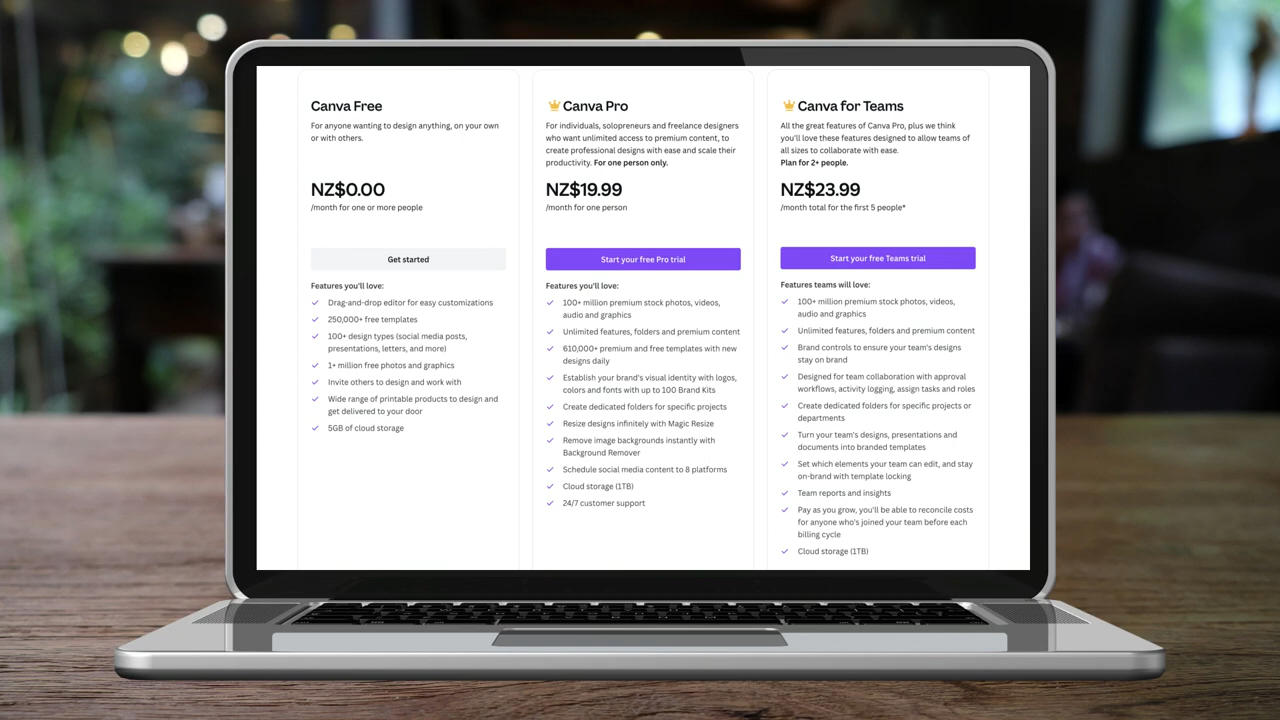 Canva Free
For anyone wanting to design anything, on your own
or with others.
NZ$0.00
/month for one or more people
Get started
Features you'll love:
Drag-and-drop editor for easy customizations
250,000+ free templates
100+ design types (social media posts,
presentations, letters, and more)
1+ million free photos and graphics
Invite others to design and work with
Wide range of printable products to design and
get delivered to your door
5GB of cloud storage
Canva Pro
For individuals, solopreneurs and freelance designers
who want unlimited access to premium content, to
create professional designs with ease and scale their
productivity. For one person only.
NZ$19.99
/month for one person
Start your free Pro trial
Features you'll love:
100+ million premium stock photos, videos,
audio and graphics
Unlimited features, folders and premium content
610,000+ premium and free templates with new
designs daily
Establish your brand's visual identity with logos,
colors and fonts with up to 100 Brand Kits
Create dedicated folders for specific projects
Resize designs infinitely with Magic Resize
Remove image backgrounds instantly with
Background Remover
Schedule social media content to 8 platforms
Cloud storage (1TB)
24/7 customer support
Canva for Teams
All the great features of Canva Pro, plus we think
you'll love these features designed to allow teams of
all sizes to collaborate with ease.
Plan for 2+ people.
NZ$23.99
/month total for the first 5 people*
Start your free Teams trial
Features teams will love:
100+ million premium stock photos, videos,
audio and graphics
Unlimited features, folders and premium content
Brand controls to ensure your team's designs
stay on brand
Designed for team collaboration with approval
workflows, activity logging, assign tasks and roles
Create dedicated folders for specific projects or
departments
Turn your team's designs, presentations and
documents into branded templates
Set which elements your team can edit, and stay
on-brand with template locking
Team reports and insights
Pay as you grow, you'll be able to reconcile costs
for anyone who's joined your team before each
billing cycle
Cloud storage (1TB)